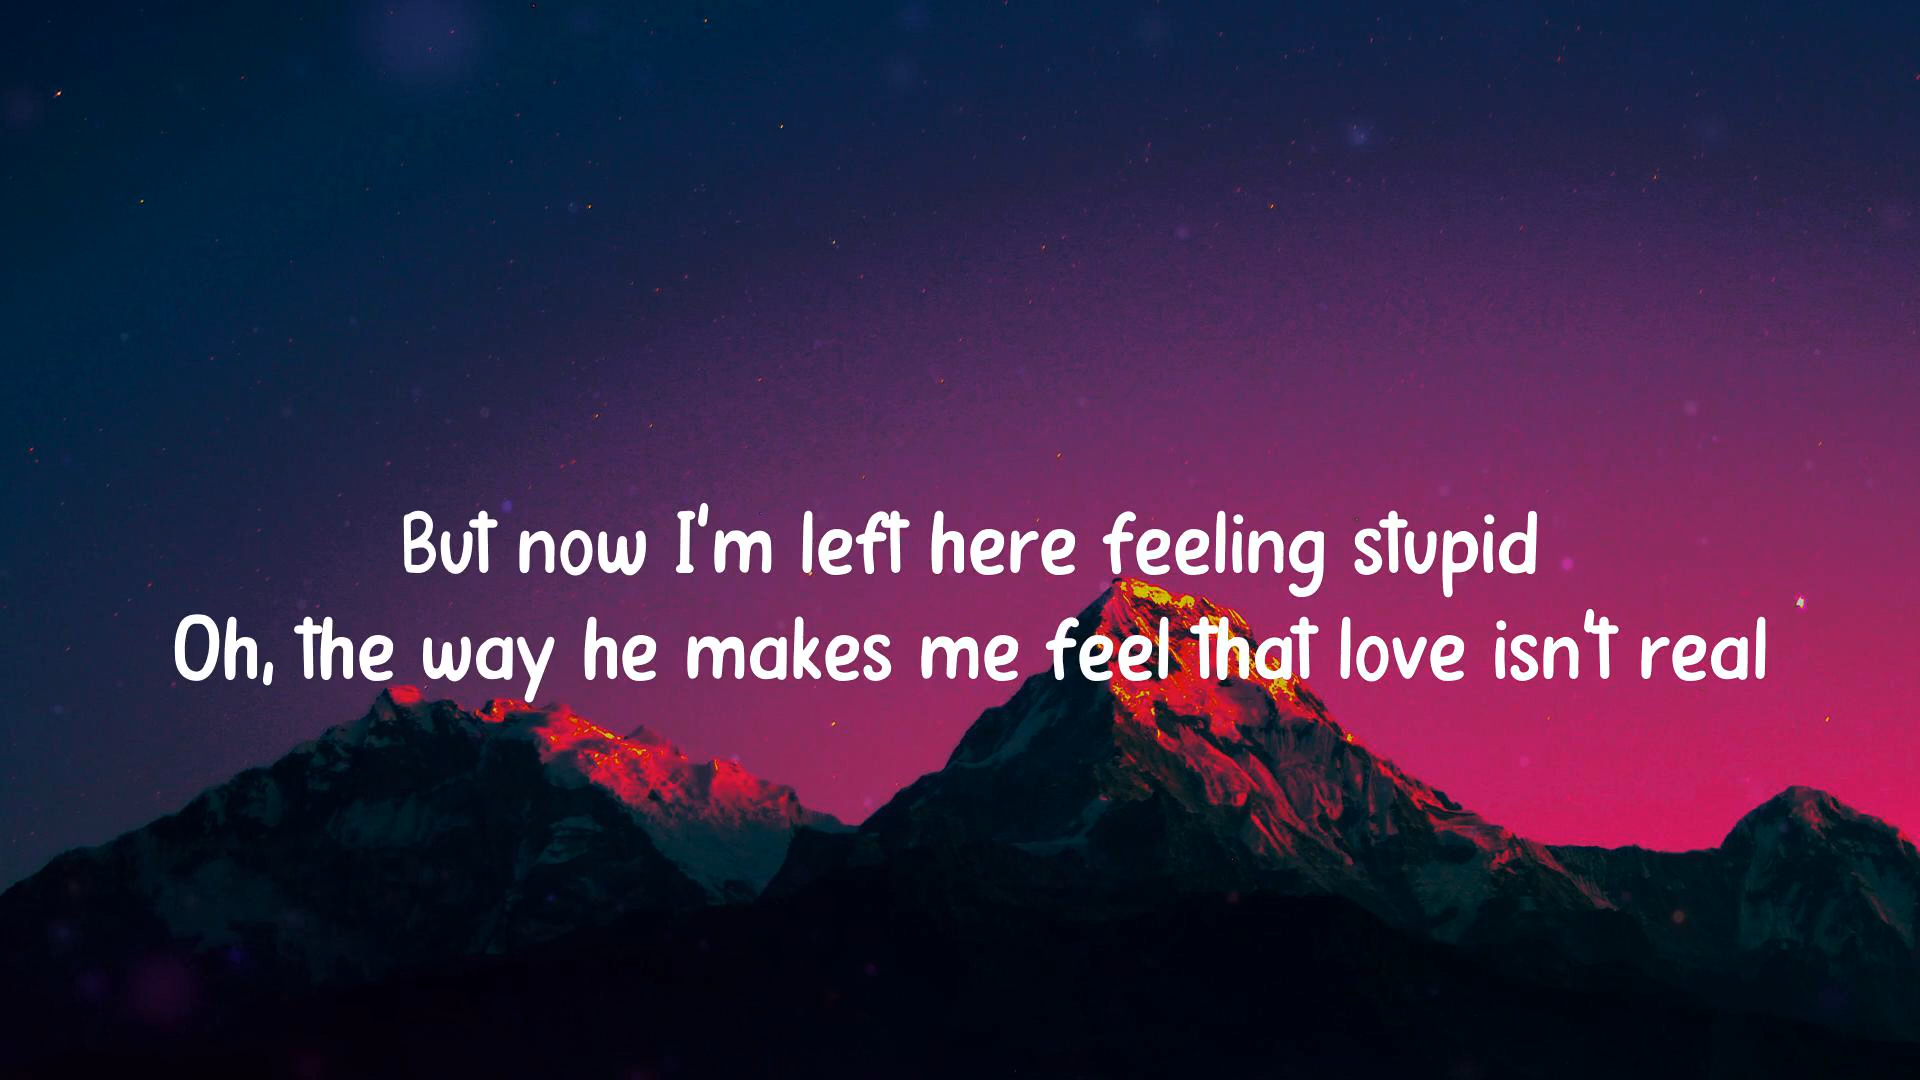 But now I'm left here feeling stupid
Oh, the way he makes me feel that love isn't real